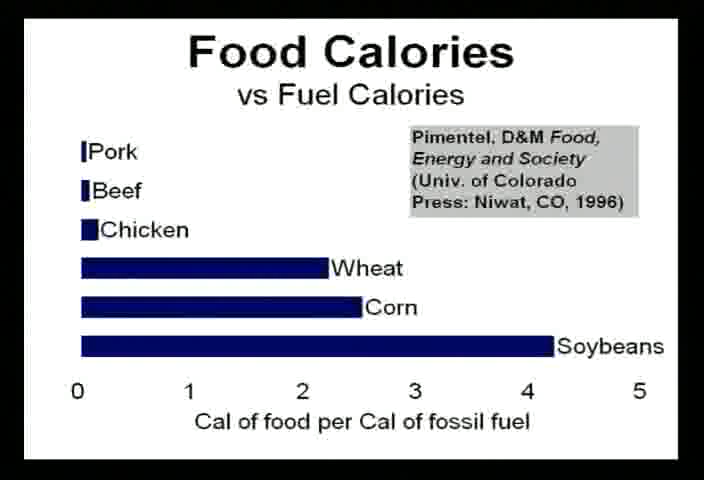 Food Calories
vs Fuel Calories
Pimentel, D&M Food,
Energy and Society
(Univ. of Colorado
Press: Niwat, CO, 1996)
Pork
Beef
Chicken
Wheat
Corn
Soybeans
0 1 2 3 4 5
Cal of food per Cal of fossil fuel